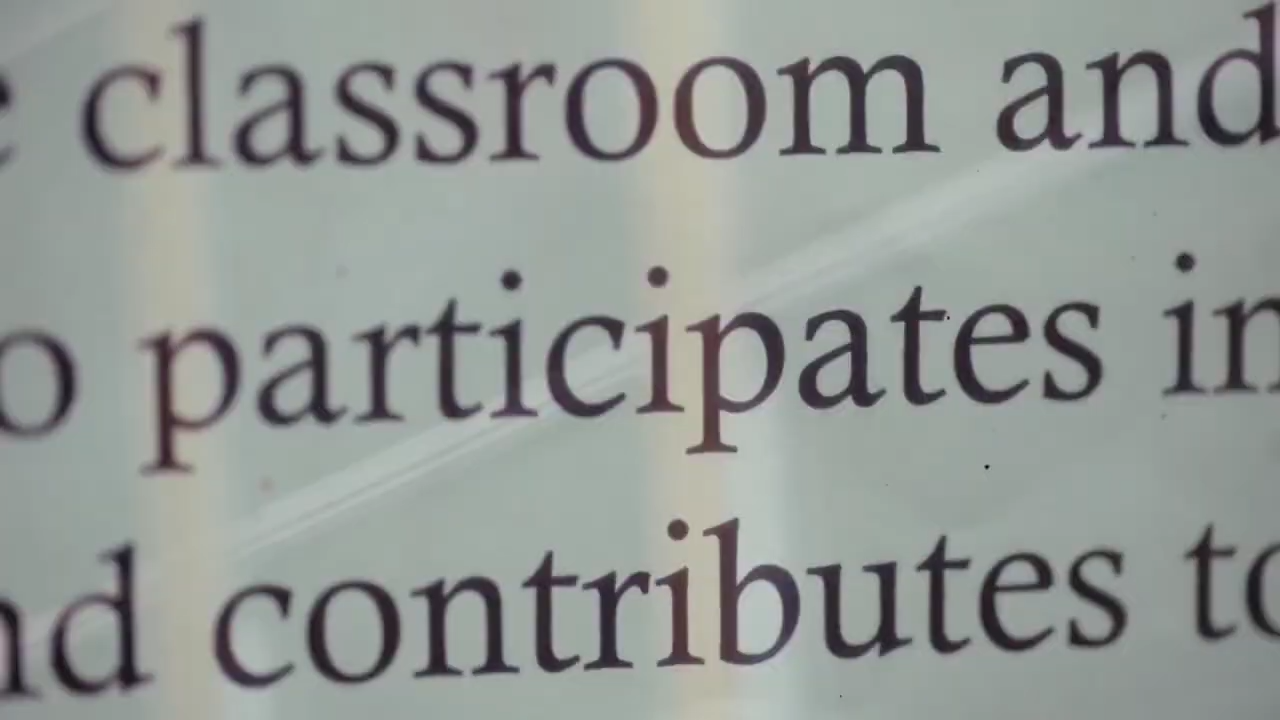 classroom and
participates in
contributes to